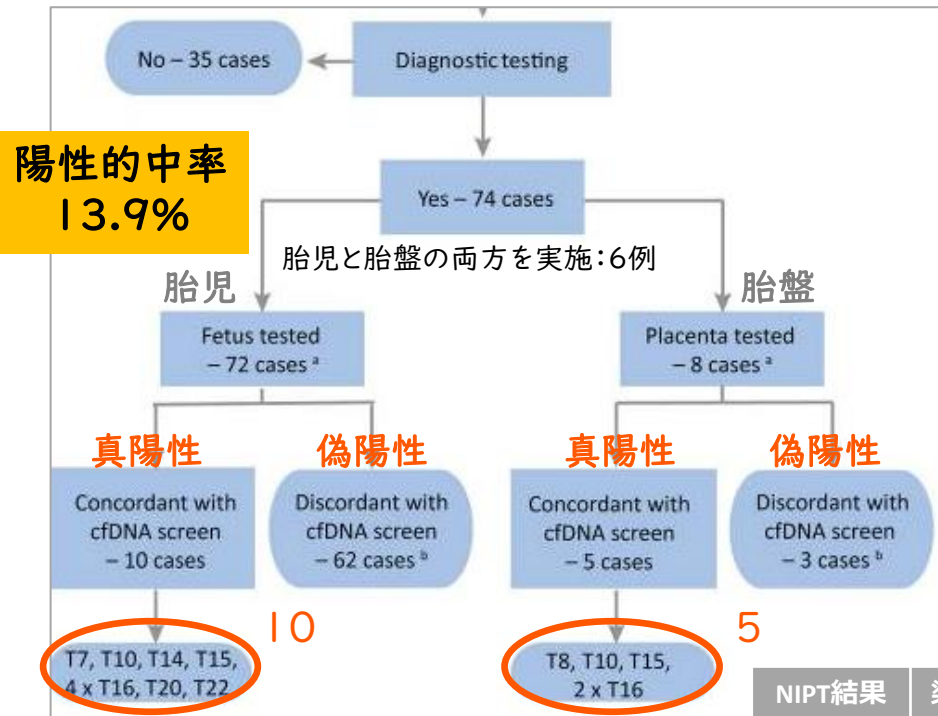 No – 35 cases
Diagnostic testing
陽性的中率
13.9%
Yes – 74 cases
胎児と胎盤の両方を実施：6例
胎児
胎盤
Fetus tested
– 72 cases ᵃ
Placenta tested
– 8 cases ᵃ
真陽性
偽陽性
真陽性
偽陽性
Concordant with
cfDNA screen
– 10 cases
Discordant with
cfDNA screen
– 62 cases ᵇ
Concordant with
cfDNA screen
– 5 cases
Discordant with
cfDNA screen
– 3 cases ᵇ
10
5
T7, T10, T14, T15,
4 x T16, T20, T22
T8, T10, T15,
2 x T16
NIPT結果